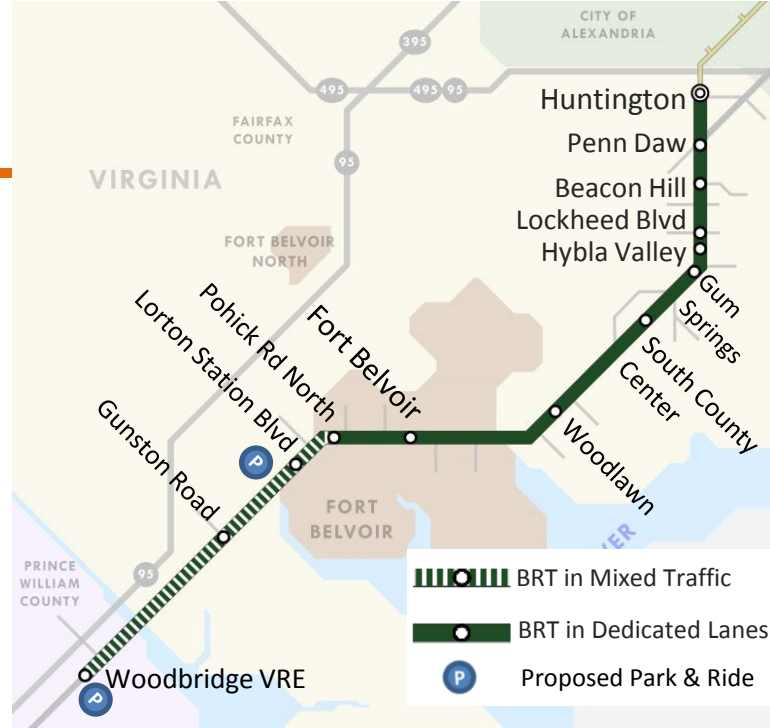 CITY OF
ALEXANDRIA
395
495
495 95
Huntington
FAIRFAX
COUNTY
Penn Daw
95
VIRGINIA
Beacon Hill
Lockheed Blvd
FORT BELVOIR
NORTH
Hybla Valley
Gum
Springs
Pohick Rd North
Fort Belvoir
Lorton Station Blvd
South County
Center
Gunston Road
Woodlawn
P
FORT
BELVOIR
VER
PRINCE
WILLIAM
COUNTY
95
BRT in Mixed Traffic
BRT in Dedicated Lanes
Woodbridge VRE
P
P Proposed Park & Ride